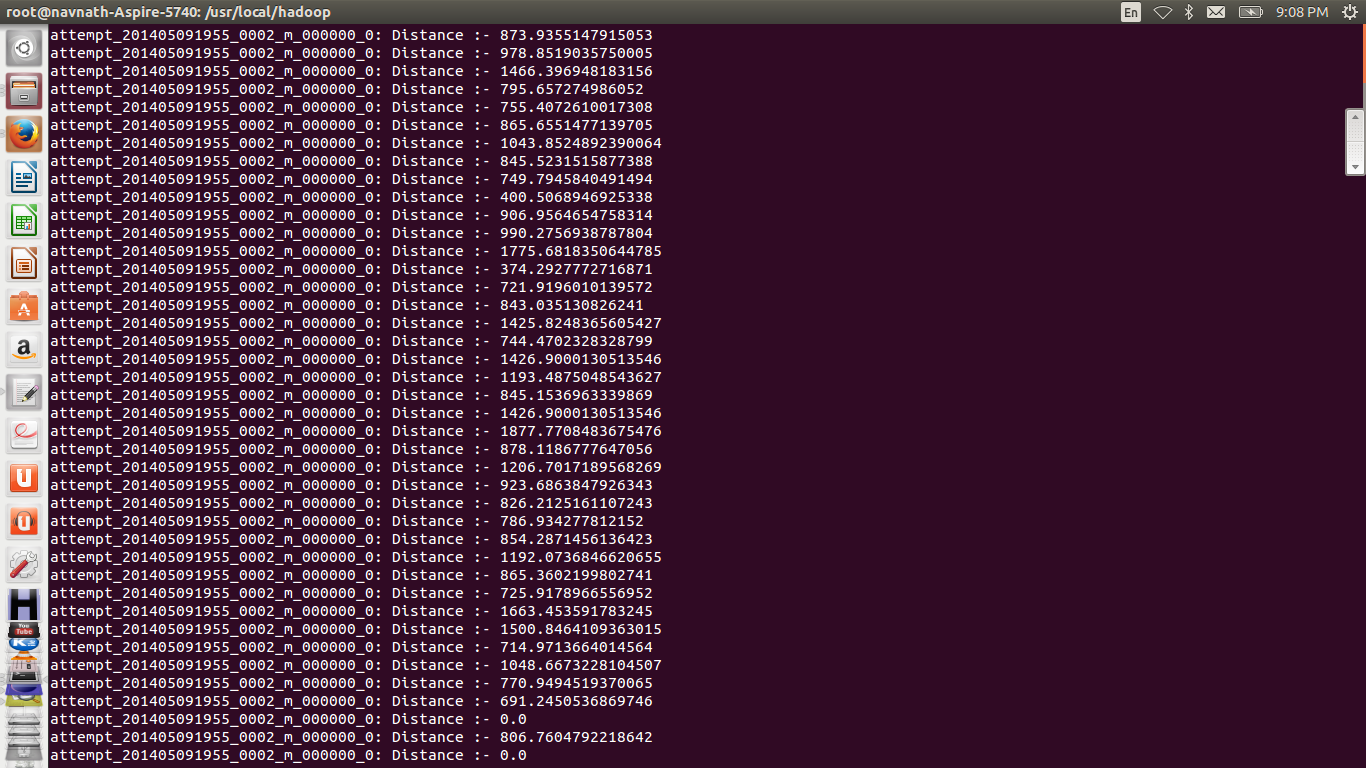 root@navnath-Aspire-5740: /usr/local/hadoop
En
9:08 PM
attempt_201405091955_0002_m_000000_0: Distance :- 873.9355147915053
attempt_201405091955_0002_m_000000_0: Distance :- 978.8519035750005
attempt_201405091955_0002_m_000000_0: Distance :- 1466.396948183156
attempt_201405091955_0002_m_000000_0: Distance :- 795.657274986052
attempt_201405091955_0002_m_000000_0: Distance :- 755.4072610017308
attempt_201405091955_0002_m_000000_0: Distance :- 865.6551477139705
attempt_201405091955_0002_m_000000_0: Distance :- 1043.8524892390064
attempt_201405091955_0002_m_000000_0: Distance :- 845.5231515877388
attempt_201405091955_0002_m_000000_0: Distance :- 749.7945840491494
attempt_201405091955_0002_m_000000_0: Distance :- 400.5068946925338
attempt_201405091955_0002_m_000000_0: Distance :- 906.9564654758314
attempt_201405091955_0002_m_000000_0: Distance :- 990.2756938787804
attempt_201405091955_0002_m_000000_0: Distance :- 1775.6818350644785
attempt_201405091955_0002_m_000000_0: Distance :- 374.2927772716871
attempt_201405091955_0002_m_000000_0: Distance :- 721.9196010139572
attempt_201405091955_0002_m_000000_0: Distance :- 843.035130826241
attempt_201405091955_0002_m_000000_0: Distance :- 1425.8248365605427
attempt_201405091955_0002_m_000000_0: Distance :- 744.4702328328799
attempt_201405091955_0002_m_000000_0: Distance :- 1426.9000130513546
attempt_201405091955_0002_m_000000_0: Distance :- 1193.4875048543627
attempt_201405091955_0002_m_000000_0: Distance :- 845.1536963339869
attempt_201405091955_0002_m_000000_0: Distance :- 1426.9000130513546
attempt_201405091955_0002_m_000000_0: Distance :- 1877.7708483675476
attempt_201405091955_0002_m_000000_0: Distance :- 878.1186777647056
attempt_201405091955_0002_m_000000_0: Distance :- 1206.7017189568269
attempt_201405091955_0002_m_000000_0: Distance :- 923.6863847926343
attempt_201405091955_0002_m_000000_0: Distance :- 826.2125161107243
attempt_201405091955_0002_m_000000_0: Distance :- 786.934277812152
attempt_201405091955_0002_m_000000_0: Distance :- 854.2871456136423
attempt_201405091955_0002_m_000000_0: Distance :- 1192.0736846620655
attempt_201405091955_0002_m_000000_0: Distance :- 865.3602199802741
attempt_201405091955_0002_m_000000_0: Distance :- 725.9178966556952
attempt_201405091955_0002_m_000000_0: Distance :- 1663.453591783245
attempt_201405091955_0002_m_000000_0: Distance :- 1500.8464109363015
attempt_201405091955_0002_m_000000_0: Distance :- 714.9713664014564
attempt_201405091955_0002_m_000000_0: Distance :- 1048.6673228104507
attempt_201405091955_0002_m_000000_0: Distance :- 770.9494519370065
attempt_201405091955_0002_m_000000_0: Distance :- 691.2450536869746
attempt_201405091955_0002_m_000000_0: Distance :- 0.0
attempt_201405091955_0002_m_000000_0: Distance :- 806.7604792218642
attempt_201405091955_0002_m_000000_0: Distance :- 0.0